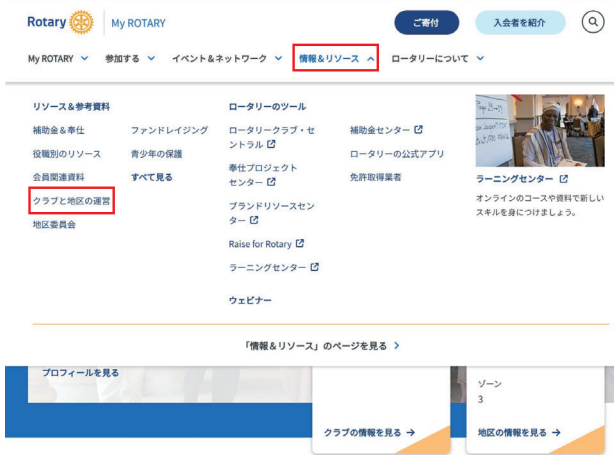 Rotary
My ROTARY
ご寄付
入会者を紹介
My ROTARY
参加する
イベント＆ネットワーク
情報＆リソース
ロータリーについて
リソース＆参考資料
補助金＆奉仕
役職別のリソース
会員関連資料
クラブと地区の運営
地区委員会
ファンドレイジング
青少年の保護
すべて見る
ロータリーのツール
ロータリークラブ・セ
ントラル
奉仕プロジェクト
センター
ブランドリソースセン
ター
Raise for Rotary
ラーニングセンター
ウェビナー
補助金センター
ロータリーの公式アプリ
免許取得業者
ラーニングセンター
オンラインのコースや資料で新しい
スキルを身につけましょう。
「情報＆リソース」のページを見る
プロフィールを見る
クラブの情報を見る →
ゾーン
3
地区の情報を見る →